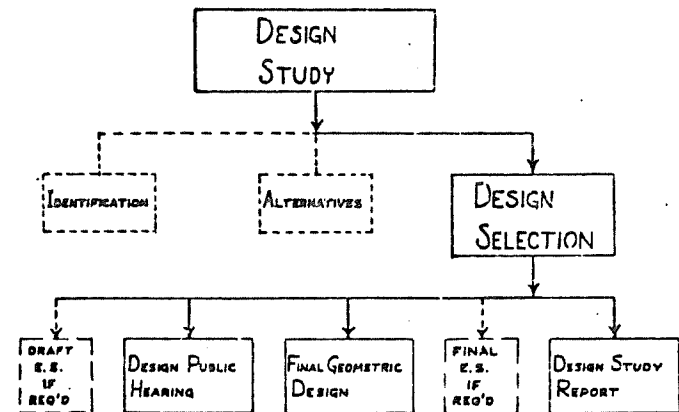 DESIGN
STUDY
IDENTIFICATION
ALTERNATIVES
DESIGN
SELECTION
DRAFT
E.S.
IF
REQ'D
DESIGN PUBLIC
HEARING
FINAL GEOMETRIC
DESIGN
FINAL
E.S.
IF
REQ'D
DESIGN STUDY
REPORT